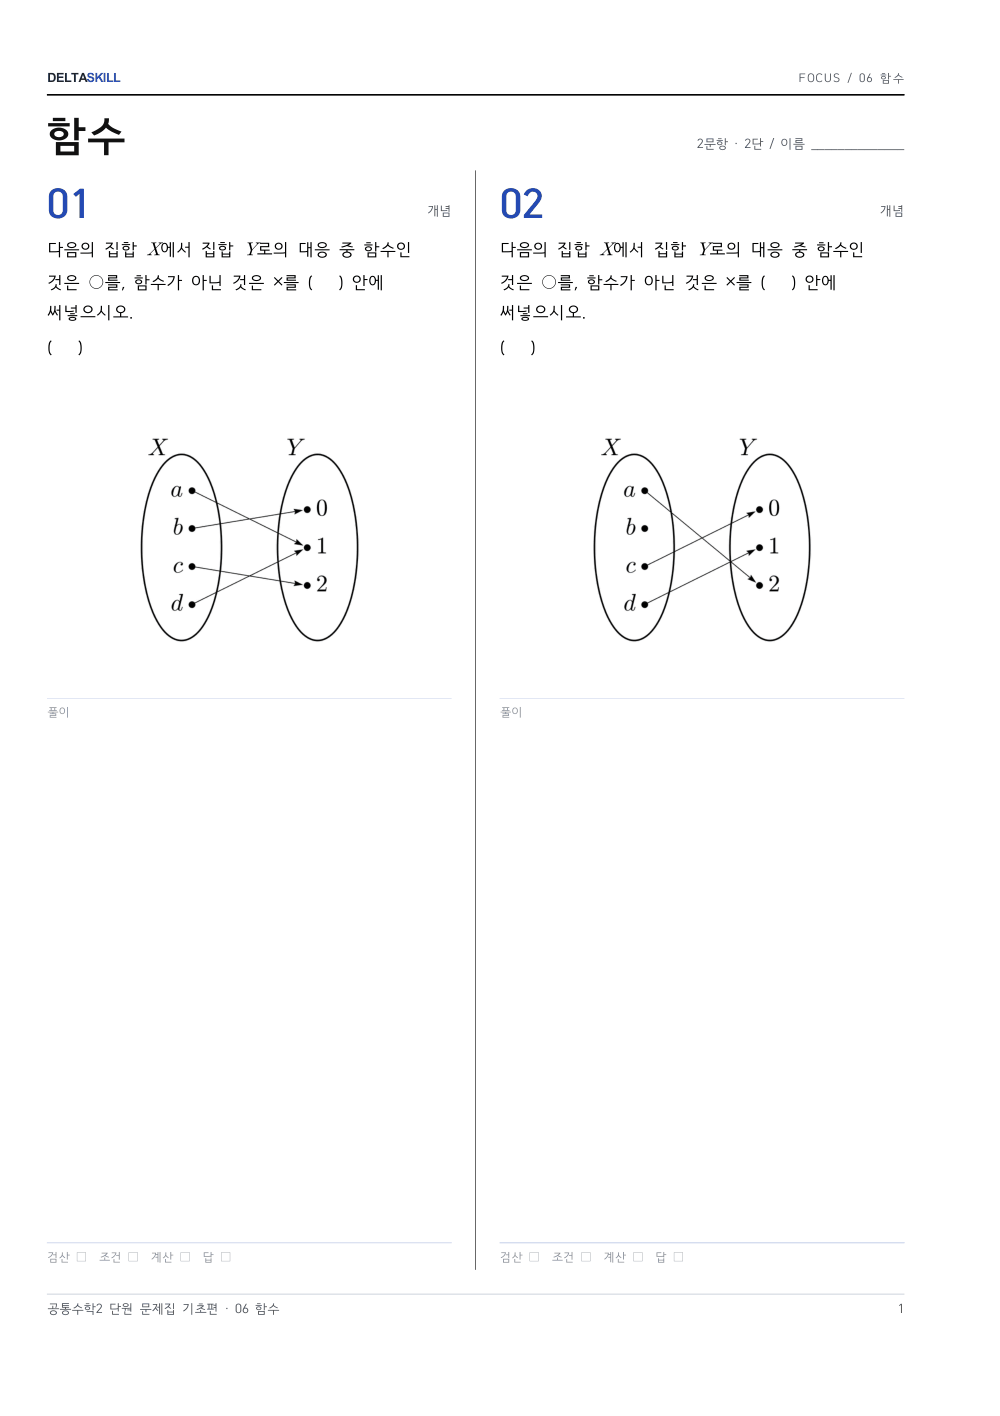 DELTASKILL
FOCUS / 06 함수
함수
2문항 · 2단 / 이름 ____________
01
개념
다음의 집합 X에서 집합 Y로의 대응 중 함수인
것은 ○를, 함수가 아닌 것은 ×를 (   ) 안에
써넣으시오.
(   )
X Y
a
b
c
d
0
1
2
풀이
검산 □ 조건 □ 계산 □ 답 □
02
개념
다음의 집합 X에서 집합 Y로의 대응 중 함수인
것은 ○를, 함수가 아닌 것은 ×를 (   ) 안에
써넣으시오.
(   )
X Y
a
b
c
d
0
1
2
풀이
검산 □ 조건 □ 계산 □ 답 □
공통수학2 단원 문제집 기초편 · 06 함수
1